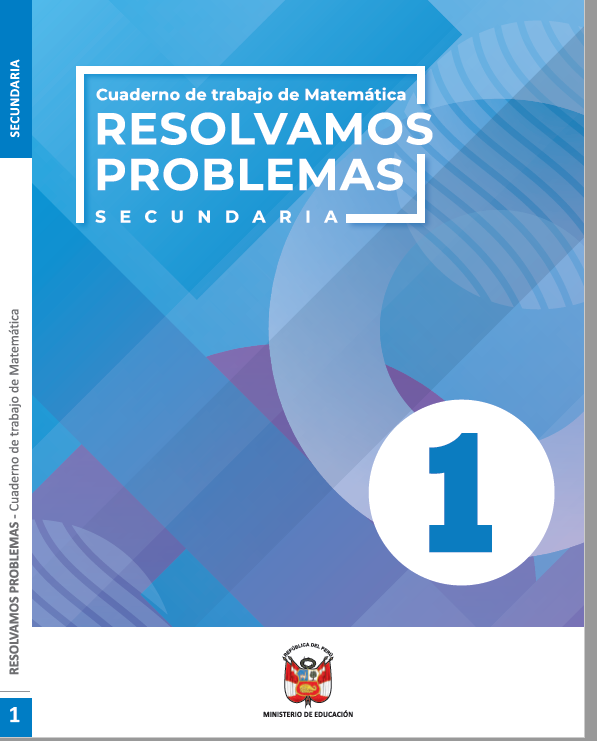 SECUNDARIA
RESOLVAMOS PROBLEMAS - Cuaderno de trabajo de Matemática
1
Cuaderno de trabajo de Matemática
RESOLVAMOS
PROBLEMAS
SECUNDARIA
1
REPÚBLICA DEL PERÚ
MINISTERIO DE EDUCACIÓN